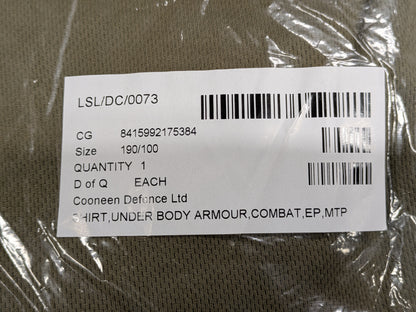 LSL/DC/0073
CG 8415992175384
Size 190/100
QUANTITY 1
D of Q EACH
Cooneen Defence Ltd
SHIRT,UNDER BODY ARMOUR,COMBAT,EP,MTP